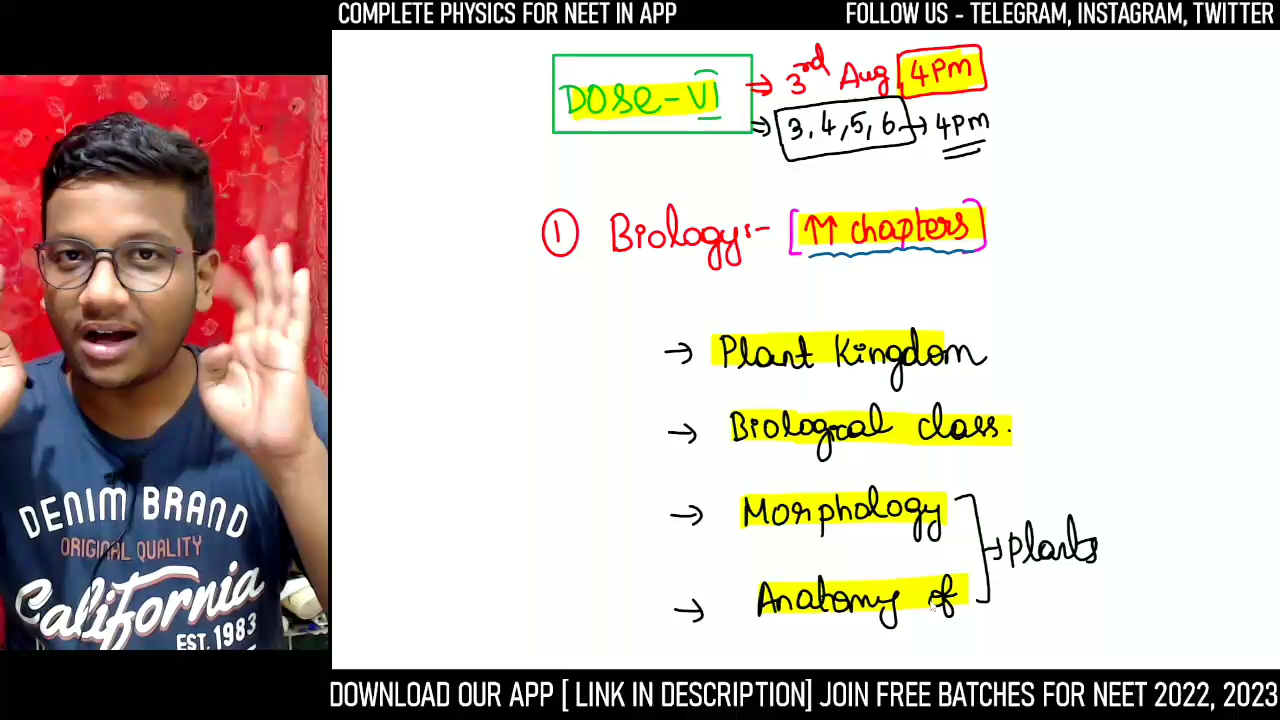 COMPLETE PHYSICS FOR NEET IN APP
FOLLOW US - TELEGRAM, INSTAGRAM, TWITTER
DOSE-VI → 3rd Aug 4PM
⇒ 3, 4, 5, 6 → 4PM
① Biology:- [↑↑ chapters]
→ Plant Kingdom
→ Biological class.
→ Morphology
→ Plants
→ Anatomy of
DENIM BRAND
ORIGINAL QUALITY
California
EST. 1983
DOWNLOAD OUR APP [ LINK IN DESCRIPTION] JOIN FREE BATCHES FOR NEET 2022, 2023